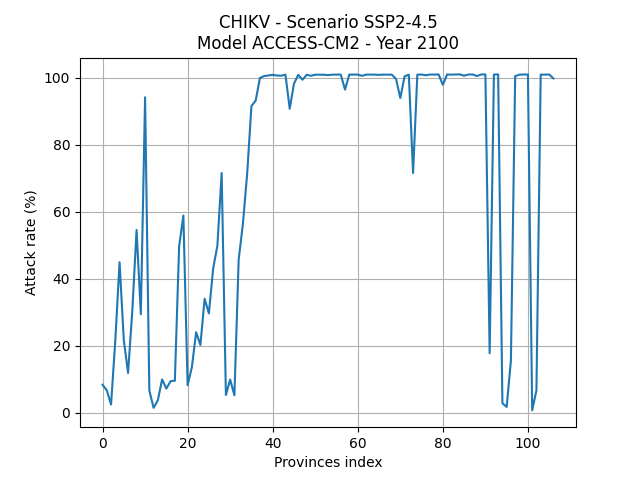 CHIKV - Scenario SSP2-4.5
Model ACCESS-CM2 - Year 2100
100
80
60
40
20
0
Attack rate (%)
0 20 40 60 80 100
Provinces index